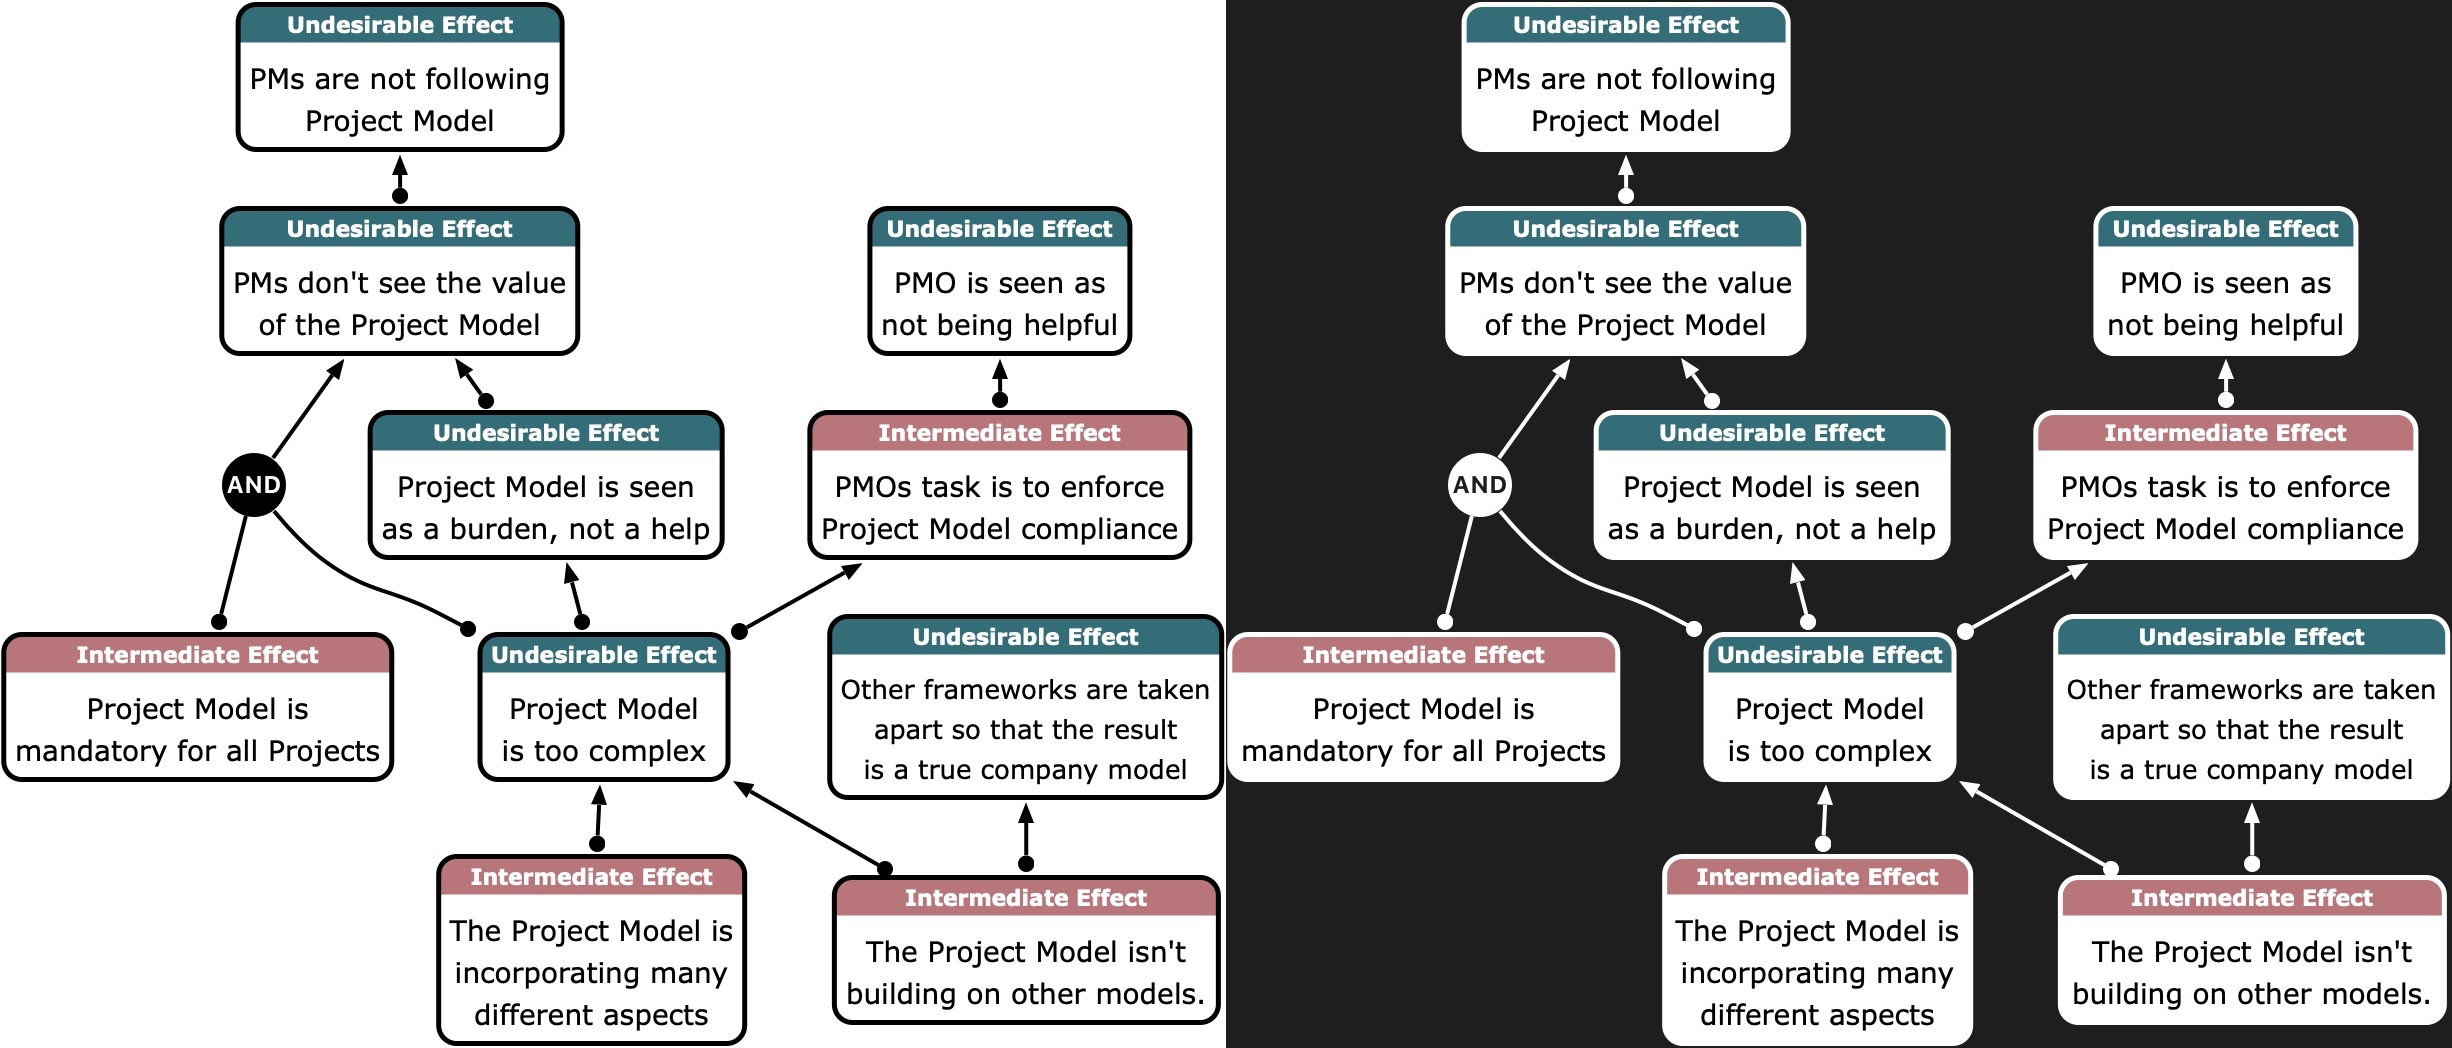 Undesirable Effect
PMs are not following
Project Model
Undesirable Effect
PMs don't see the value
of the Project Model
Undesirable Effect
PMO is seen as
not being helpful
AND
Undesirable Effect
Project Model is seen
as a burden, not a help
Intermediate Effect
PMOs task is to enforce
Project Model compliance
Intermediate Effect
Project Model is
mandatory for all Projects
Undesirable Effect
Project Model
is too complex
Undesirable Effect
Other frameworks are taken
apart so that the result
is a true company model
Intermediate Effect
The Project Model is
incorporating many
different aspects
Intermediate Effect
The Project Model isn't
building on other models.
Undesirable Effect
PMs are not following
Project Model
Undesirable Effect
PMs don't see the value
of the Project Model
Undesirable Effect
PMO is seen as
not being helpful
AND
Undesirable Effect
Project Model is seen
as a burden, not a help
Intermediate Effect
PMOs task is to enforce
Project Model compliance
Intermediate Effect
Project Model is
mandatory for all Projects
Undesirable Effect
Project Model
is too complex
Undesirable Effect
Other frameworks are taken
apart so that the result
is a true company model
Intermediate Effect
The Project Model is
incorporating many
different aspects
Intermediate Effect
The Project Model isn't
building on other models.